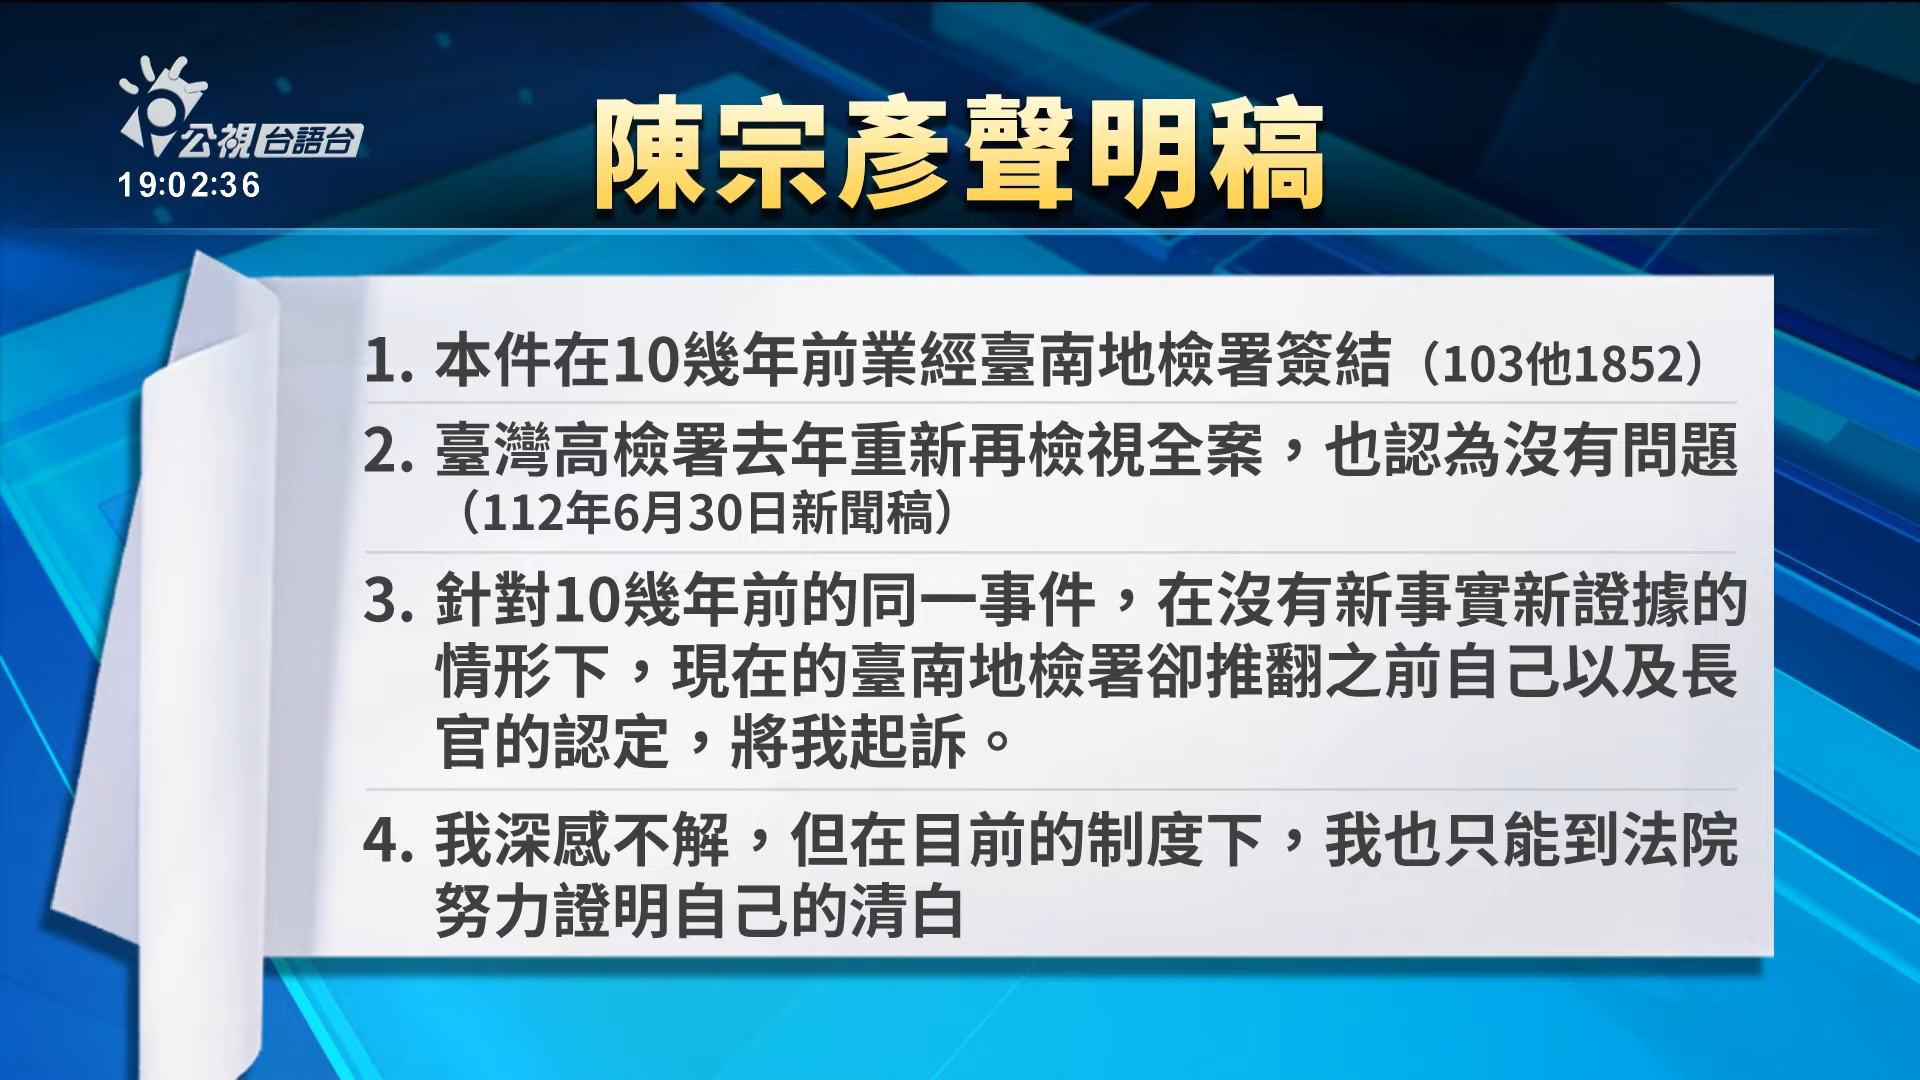 公視台語台
19:02:36
陳宗彥聲明稿
1. 本件在10幾年前業經臺南地檢署簽結（103他1852）
2. 臺灣高檢署去年重新再檢視全案，也認為沒有問題
（112年6月30日新聞稿）
3. 針對10幾年前的同一事件，在沒有新事實新證據的
情形下，現在的臺南地檢署卻推翻之前自己以及長
官的認定，將我起訴。
4. 我深感不解，但在目前的制度下，我也只能到法院
努力證明自己的清白